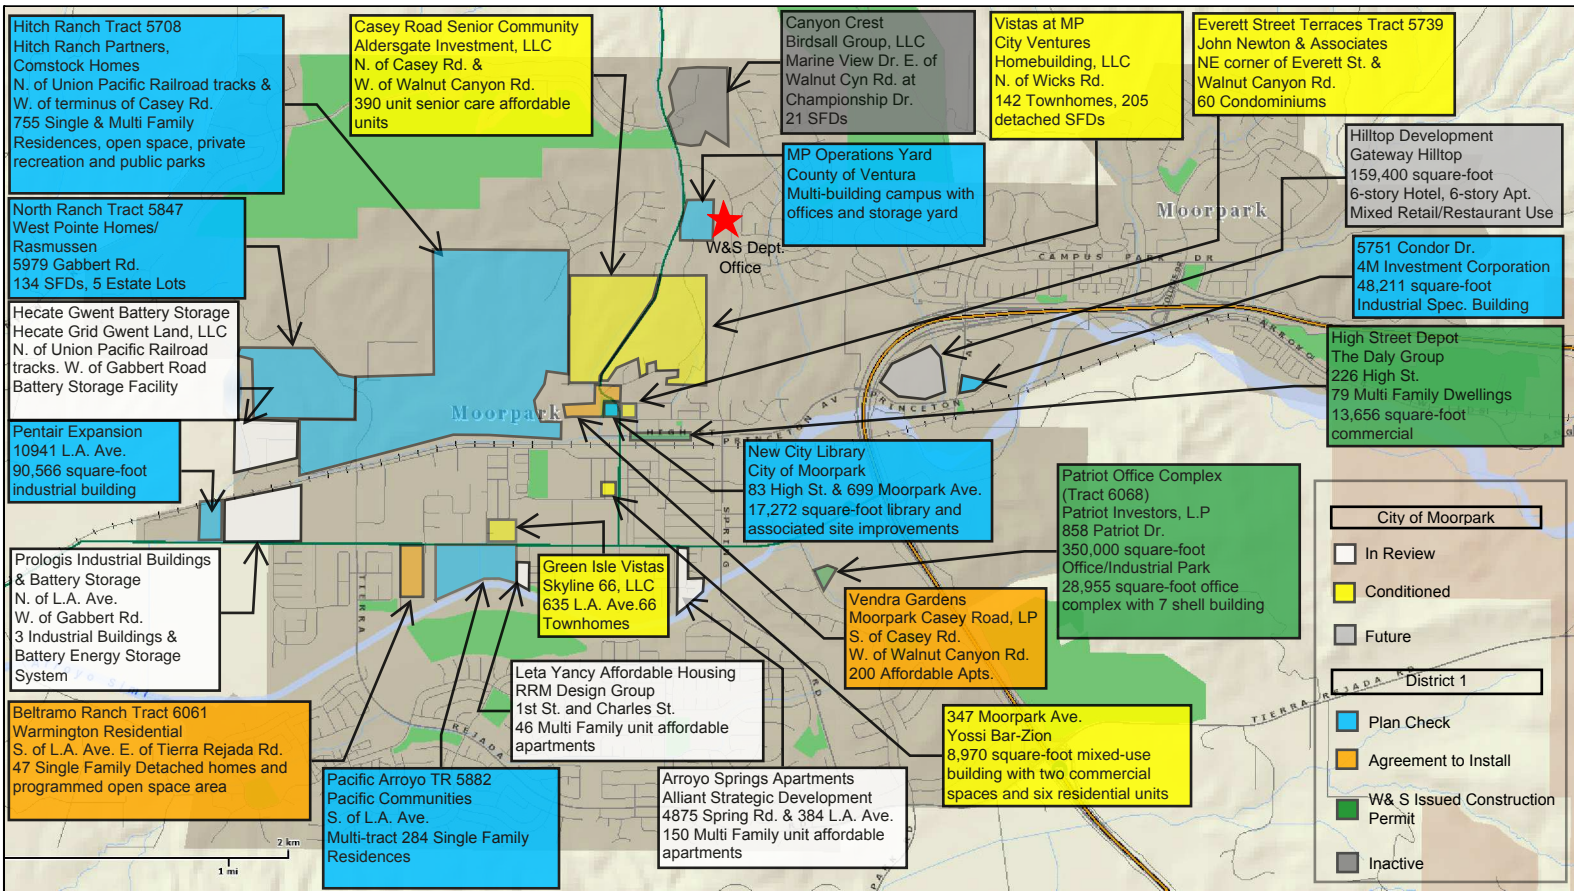 Hitch Ranch Tract 5708
Hitch Ranch Partners,
Comstock Homes
N. of Union Pacific Railroad tracks &
W. of terminus of Casey Rd.
755 Single & Multi Family
Residences, open space, private
recreation and public parks
Casey Road Senior Community
Aldersgate Investment, LLC
N. of Casey Rd. &
W. of Walnut Canyon Rd.
390 unit senior care affordable
units
Canyon Crest
Birdsall Group, LLC
Marine View Dr. E. of
Walnut Cyn Rd. at
Championship Dr.
21 SFDs
Vistas at MP
City Ventures
Homebuilding, LLC
N. of Wicks Rd.
142 Townhomes, 205
detached SFDs
Everett Street Terraces Tract 5739
John Newton & Associates
NE corner of Everett St. &
Walnut Canyon Rd.
60 Condominiums
Hilltop Development
Gateway Hilltop
159,400 square-foot
6-story Hotel, 6-story Apt.
Mixed Retail/Restaurant Use
MP Operations Yard
County of Ventura
Multi-building campus with
offices and storage yard
W&S Dept.
Office
Moorpark
CAMPUS PARK DR
COLLINS DR
North Ranch Tract 5847
West Pointe Homes/
Rasmussen
5979 Gabbert Rd.
134 SFDs, 5 Estate Lots
5751 Condor Dr.
4M Investment Corporation
48,211 square-foot
Industrial Spec. Building
Hecate Gwent Battery Storage
Hecate Grid Gwent Land, LLC
N. of Union Pacific Railroad
tracks. W. of Gabbert Road
Battery Storage Facility
High Street Depot
The Daly Group
226 High St.
79 Multi Family Dwellings
13,656 square-foot
commercial
ARROYO
Moorpark
HIGH ST
PRINCETON AV
PRINCETON
Pentair Expansion
10941 L.A. Ave.
90,566 square-foot
industrial building
New City Library
City of Moorpark
83 High St. & 699 Moorpark Ave.
17,272 square-foot library and
associated site improvements
Patriot Office Complex
(Tract 6068)
Patriot Investors, L.P
858 Patriot Dr.
350,000 square-foot
Office/Industrial Park
28,955 square-foot office
complex with 7 shell building
SPRING
RD
Prologis Industrial Buildings
& Battery Storage
N. of L.A. Ave.
W. of Gabbert Rd.
3 Industrial Buildings &
Battery Energy Storage
System
TIERRA
REJADA
Green Isle Vistas
Skyline 66, LLC
635 L.A. Ave.66
Townhomes
Vendra Gardens
Moorpark Casey Road, LP
S. of Casey Rd.
W. of Walnut Canyon Rd.
200 Affordable Apts.
Leta Yancy Affordable Housing
RRM Design Group
1st St. and Charles St.
46 Multi Family unit affordable
apartments
Beltramo Ranch Tract 6061
Warmington Residential
S. of L.A. Ave. E. of Tierra Rejada Rd.
47 Single Family Detached homes and
programmed open space area
Pacific Arroyo TR 5882
Pacific Communities
S. of L.A. Ave.
Multi-tract 284 Single Family
Residences
Arroyo Springs Apartments
Alliant Strategic Development
4875 Spring Rd. & 384 L.A. Ave.
150 Multi Family unit affordable
apartments
347 Moorpark Ave.
Yossi Bar-Zion
8,970 square-foot mixed-use
building with two commercial
spaces and six residential units
TIERRA REJADA RD
2 km
1 mi
City of Moorpark
In Review
Conditioned
Future
District 1
Plan Check
Agreement to Install
W& S Issued Construction
Permit
Inactive